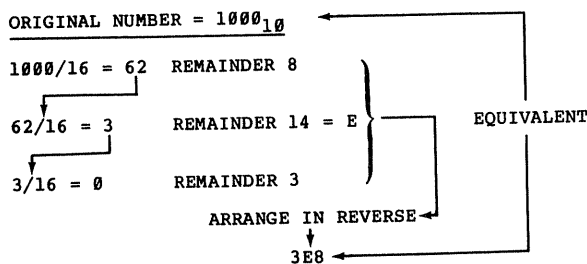 ORIGINAL NUMBER = 1000₁₀
1000/16 = 62 REMAINDER 8
62/16 = 3 REMAINDER 14 = E
EQUIVALENT
3/16 = 0 REMAINDER 3
ARRANGE IN REVERSE
3E8